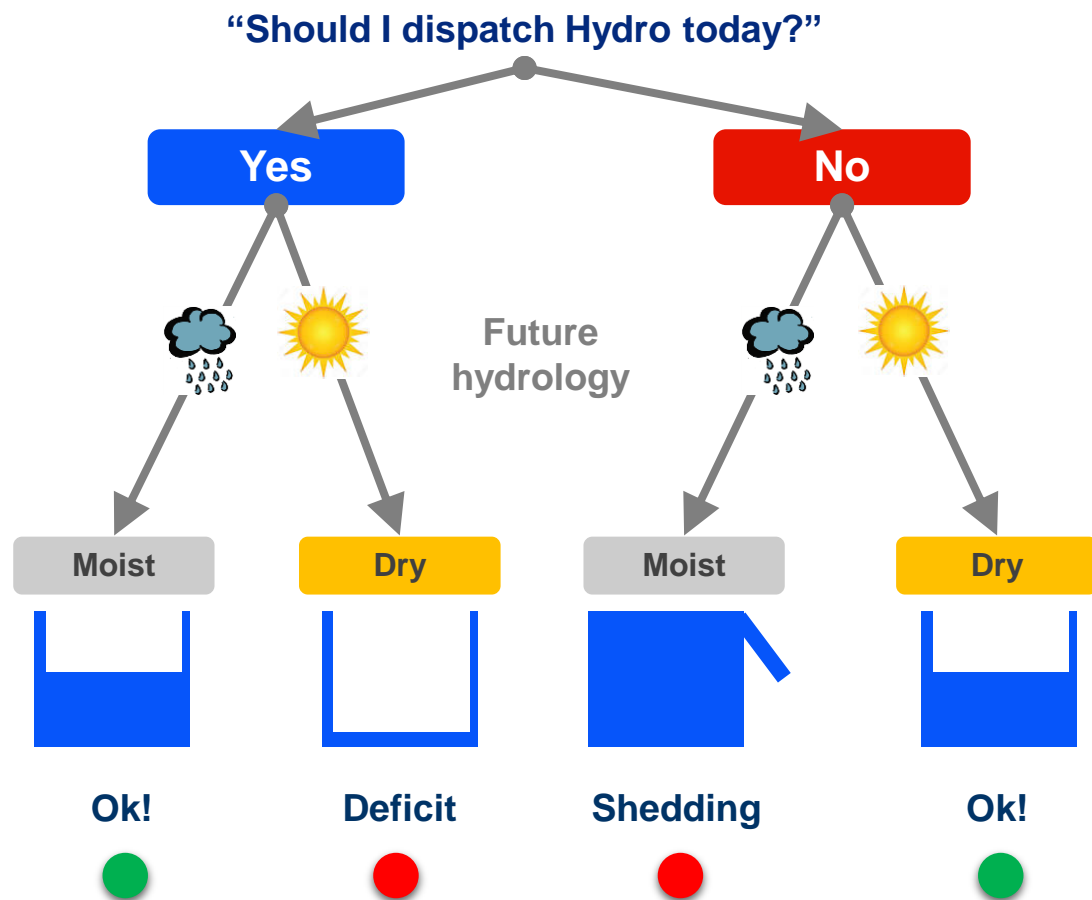 “Should I dispatch Hydro today?”
Yes
No
Future
hydrology
Moist
Dry
Moist
Dry
Ok!
Deficit
Shedding
Ok!